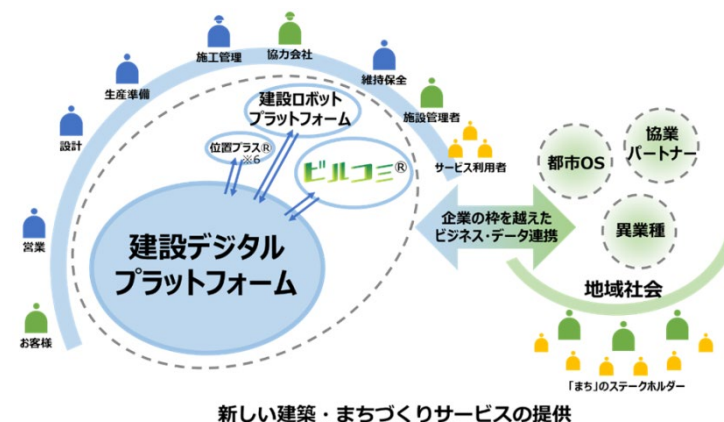 施工管理
協力会社
生産準備
維持保全
設計
施設管理者
営業
サービス利用者
お客様
建設ロボット
プラットフォーム
位置プラス®
※6
ビルコミ®
建設デジタル
プラットフォーム
企業の枠を越えた
ビジネス・データ連携
都市OS
協業
パートナー
異業種
地域社会
「まち」のステークホルダー
新しい建築・まちづくりサービスの提供